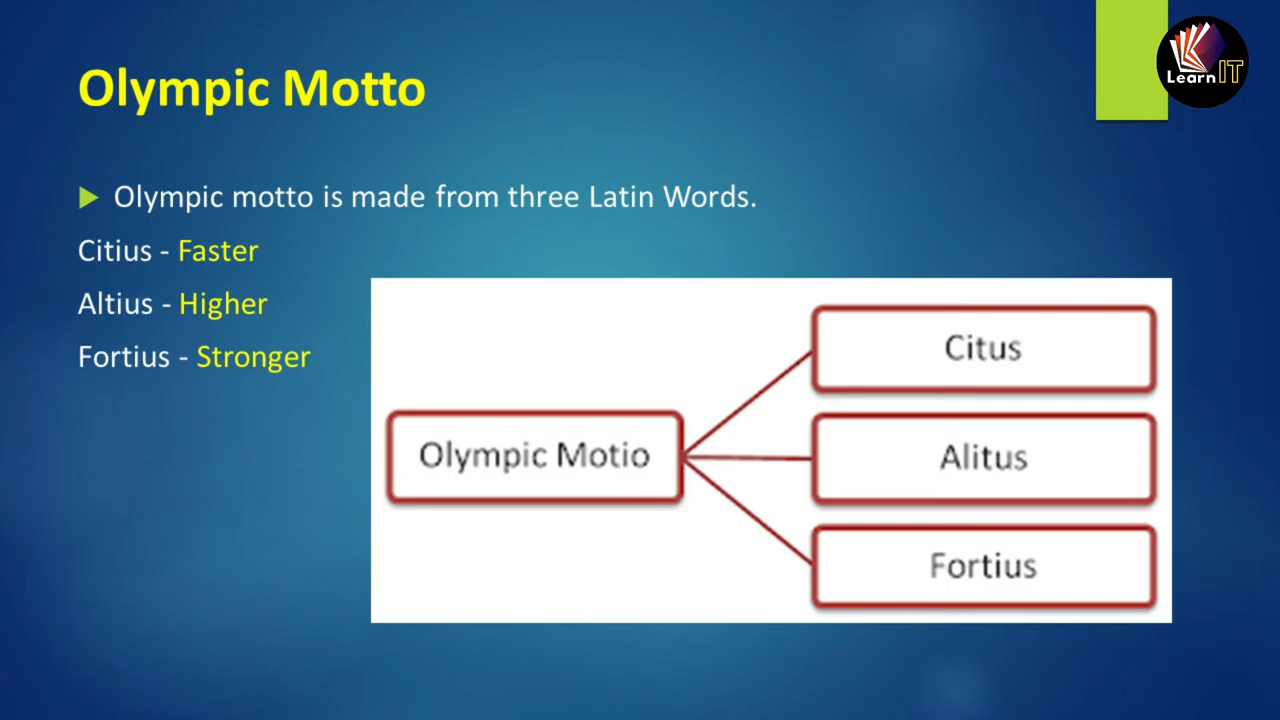 Olympic Motto
LearnIT
Olympic motto is made from three Latin Words.
Citius - Faster
Altius - Higher
Fortius - Stronger
Citus
Olympic Motio
Alitus
Fortius